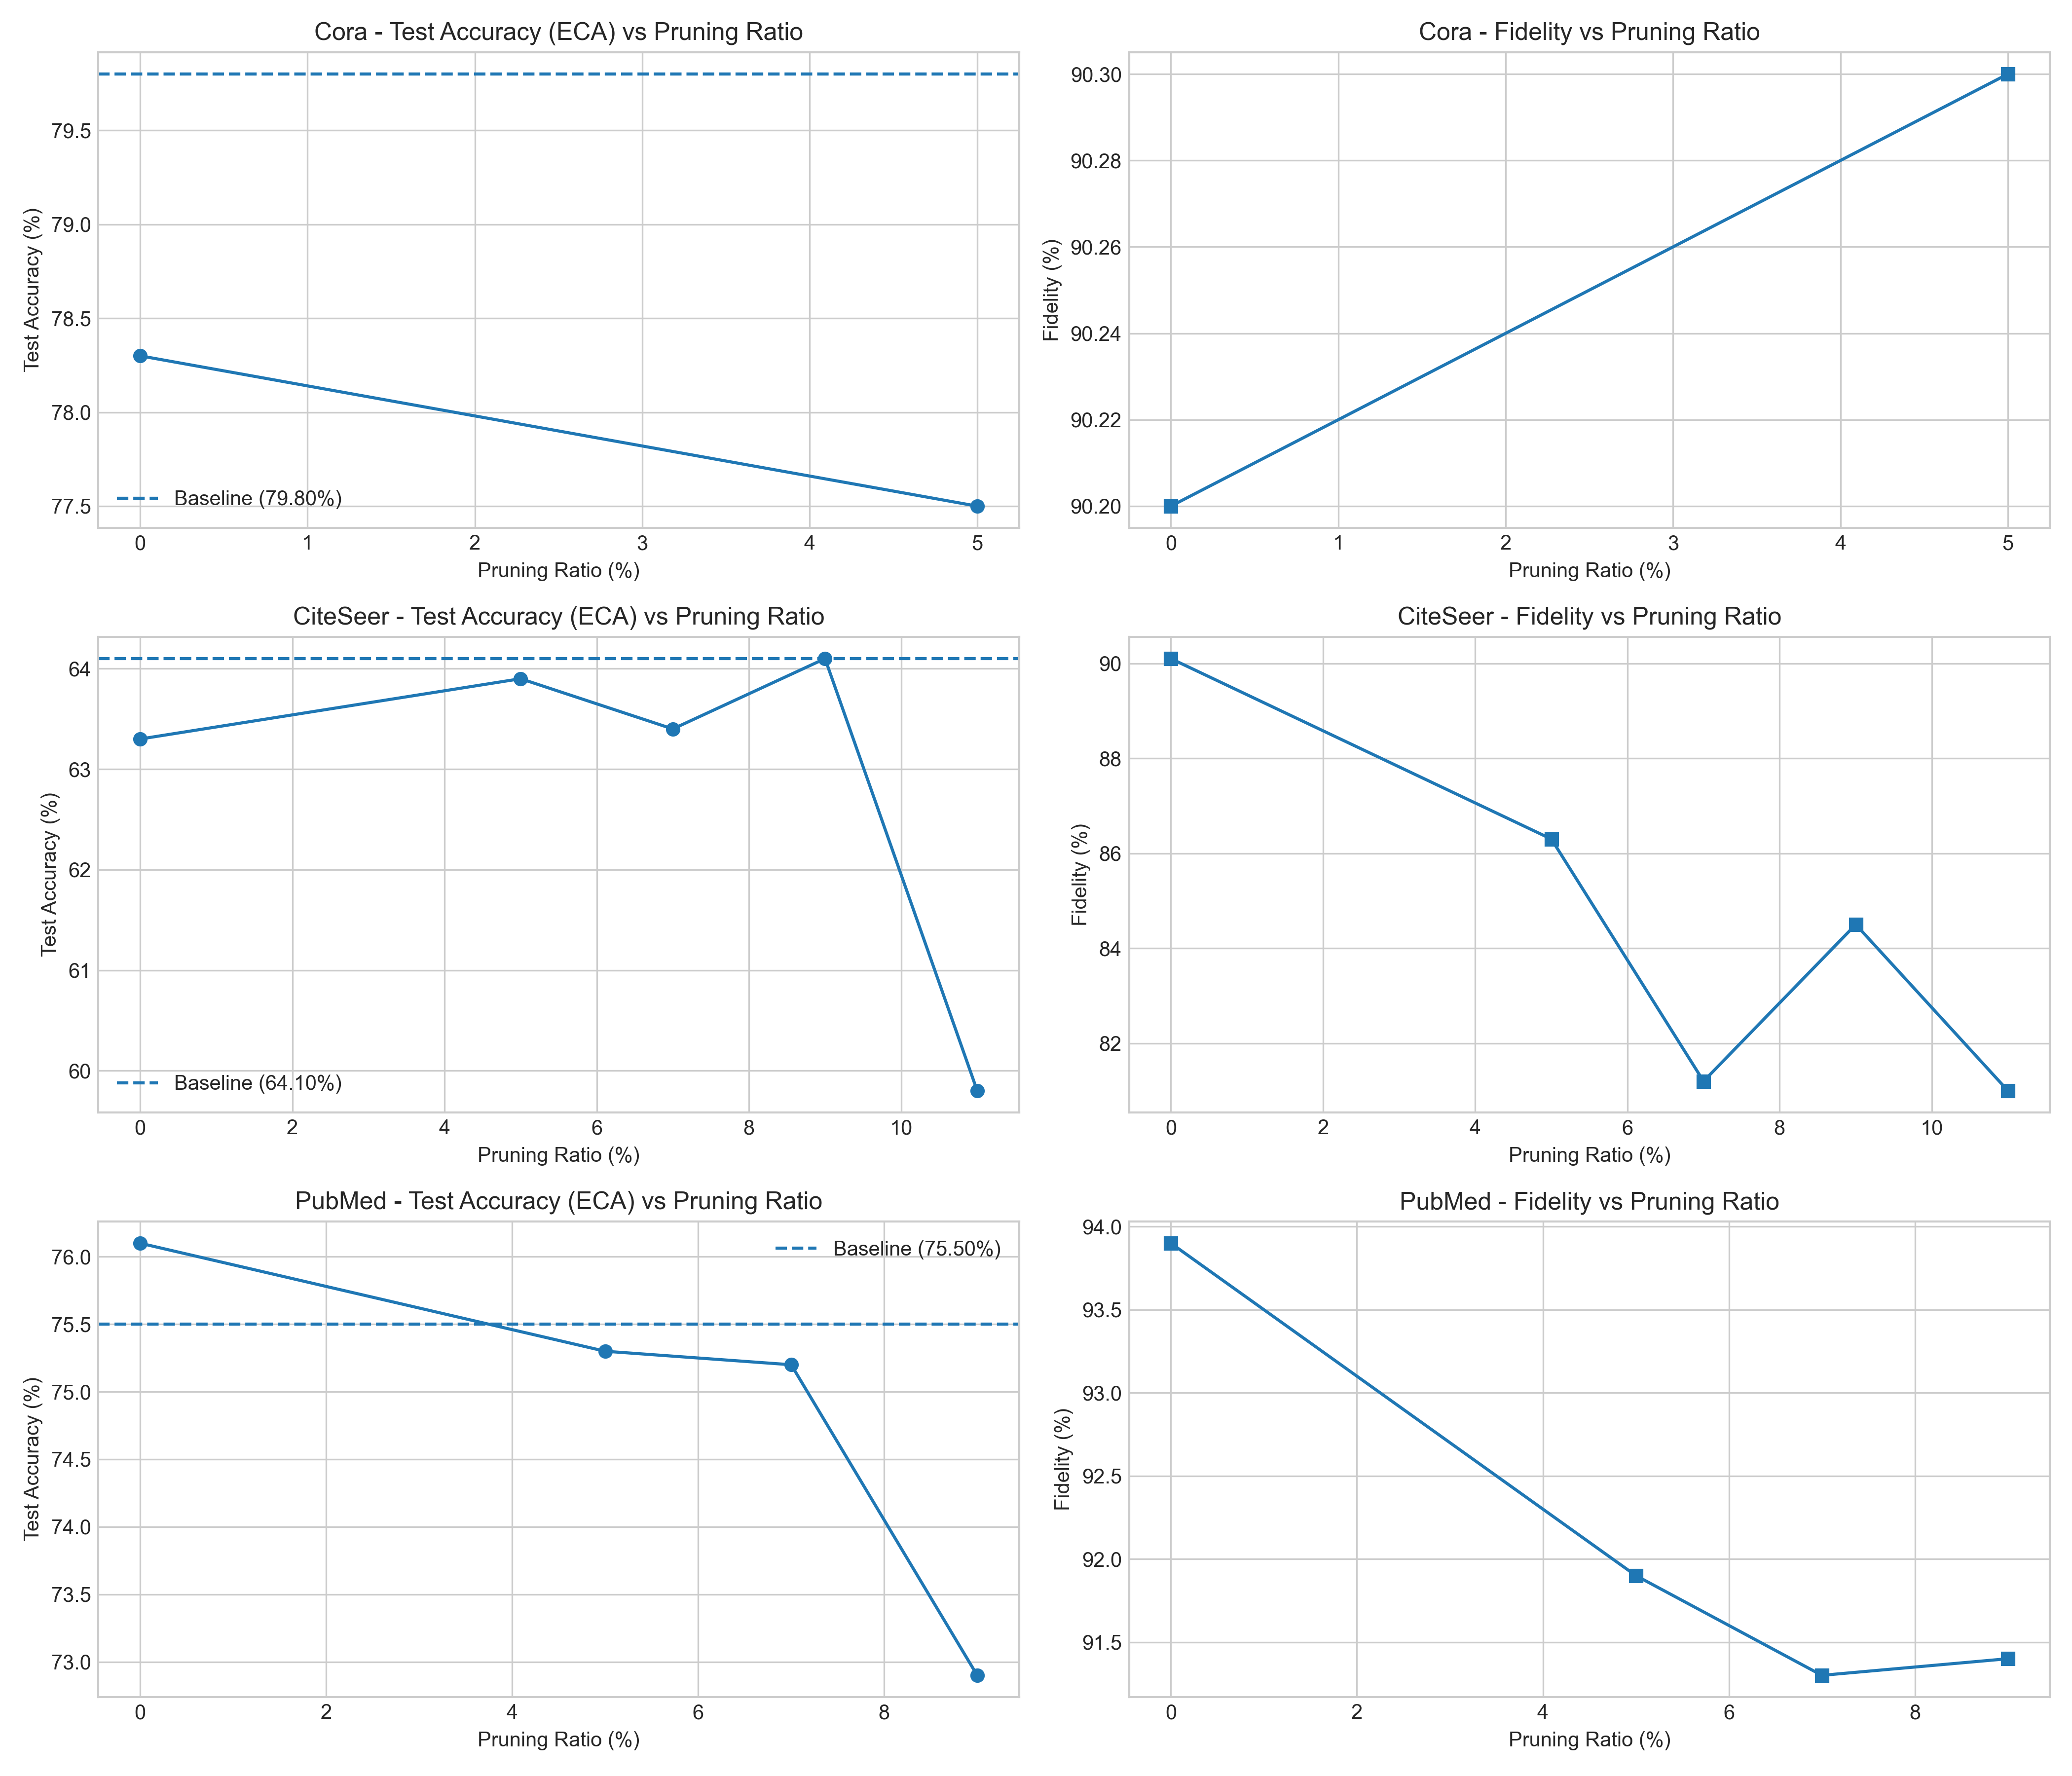 Cora - Test Accuracy (ECA) vs Pruning Ratio
Test Accuracy (%)
79.5
79.0
78.5
78.0
77.5
Baseline (79.80%)
0 1 2 3 4 5
Pruning Ratio (%)
Cora - Fidelity vs Pruning Ratio
Fidelity (%)
90.30
90.28
90.26
90.24
90.22
90.20
0 1 2 3 4 5
Pruning Ratio (%)
CiteSeer - Test Accuracy (ECA) vs Pruning Ratio
Test Accuracy (%)
64
63
62
61
60
Baseline (64.10%)
0 2 4 6 8 10
Pruning Ratio (%)
CiteSeer - Fidelity vs Pruning Ratio
Fidelity (%)
90
88
86
84
82
0 2 4 6 8 10
Pruning Ratio (%)
PubMed - Test Accuracy (ECA) vs Pruning Ratio
Test Accuracy (%)
76.0
75.5
75.0
74.5
74.0
73.5
73.0
Baseline (75.50%)
0 2 4 6 8
Pruning Ratio (%)
PubMed - Fidelity vs Pruning Ratio
Fidelity (%)
94.0
93.5
93.0
92.5
92.0
91.5
0 2 4 6 8
Pruning Ratio (%)